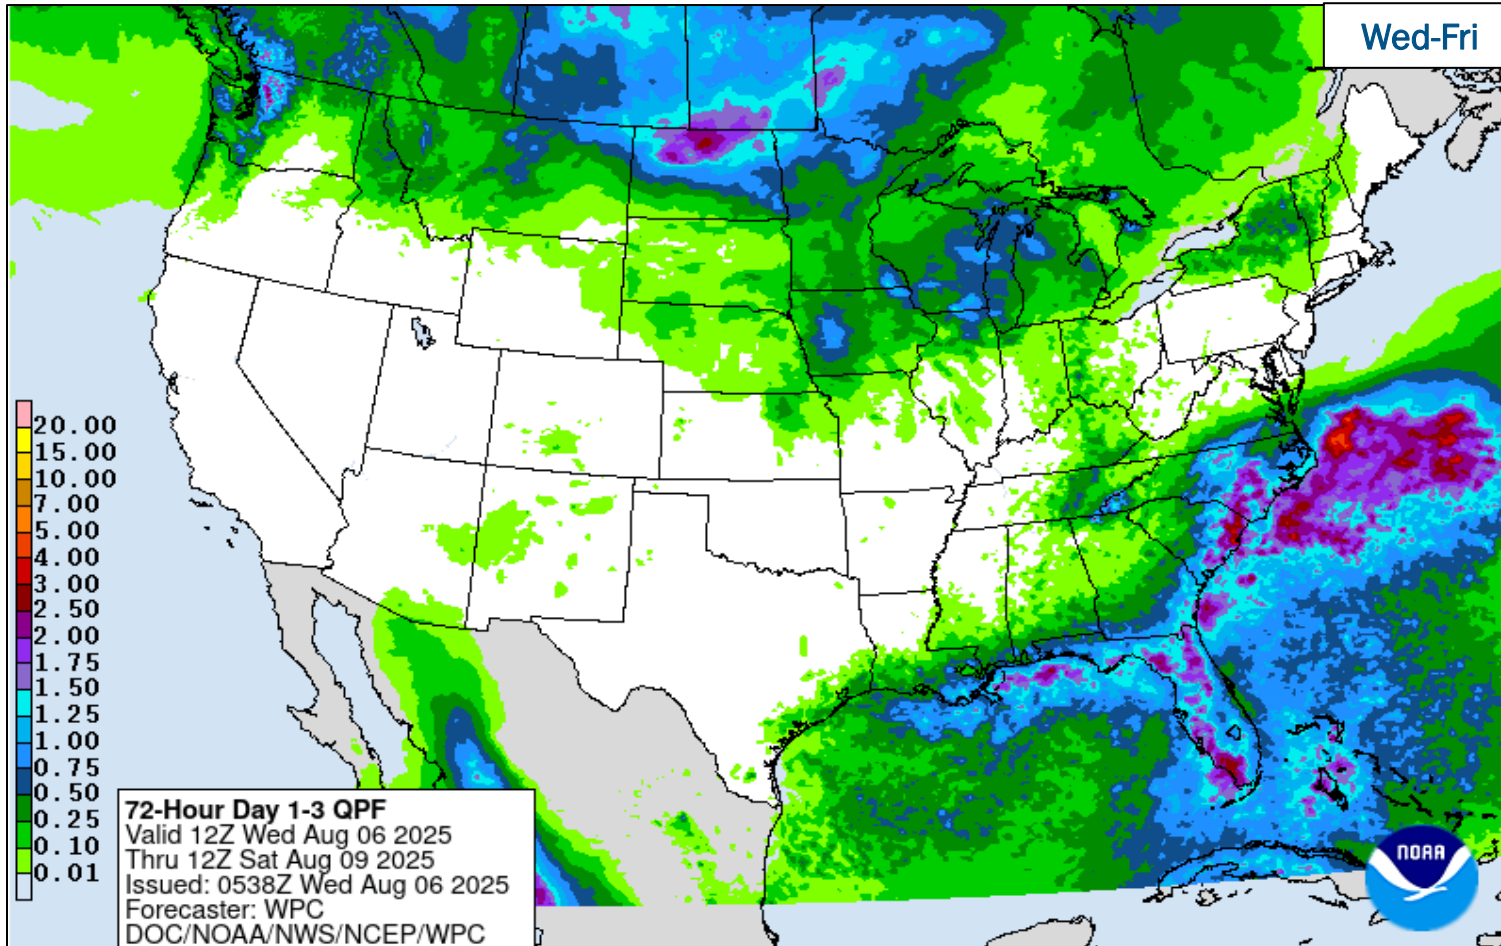 Wed-Fri
20.00
15.00
10.00
7.00
5.00
4.00
3.00
2.50
2.00
1.75
1.50
1.25
1.00
0.75
0.50
0.25
0.10
0.01
72-Hour Day 1-3 QPF
Valid 12Z Wed Aug 06 2025
Thru 12Z Sat Aug 09 2025
Issued: 0538Z Wed Aug 06 2025
Forecaster: WPC
DOC/NOAA/NWS/NCEP/WPC
NOAA